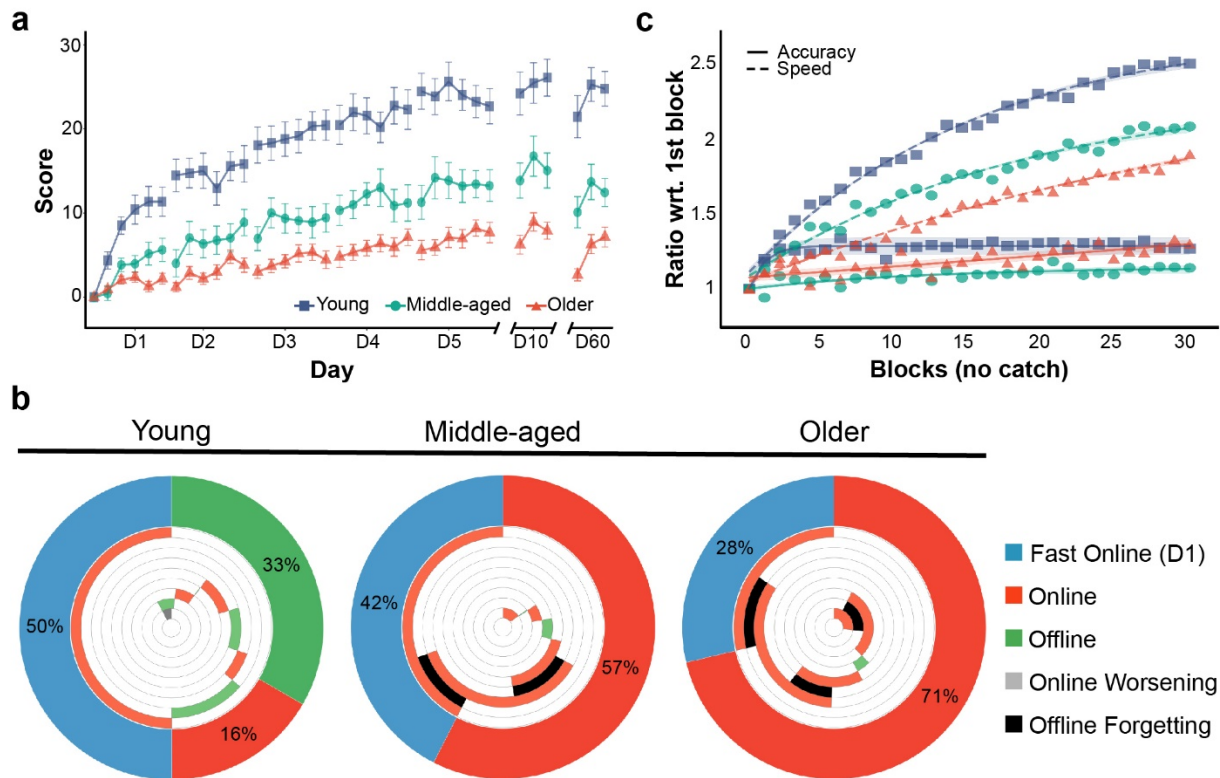 a
30
20
10
0
Score
Young
Middle-aged
Older
D1
D2
D3
D4
D5
D10
D60
Day
c
Accuracy
Speed
2.5
2
1.5
1
Ratio wrt. 1st block
0
5
10
15
20
25
30
Blocks (no catch)
b
Young
Middle-aged
Older
50%
33%
16%
42%
57%
28%
71%
Fast Online (D1)
Online
Offline
Online Worsening
Offline Forgetting